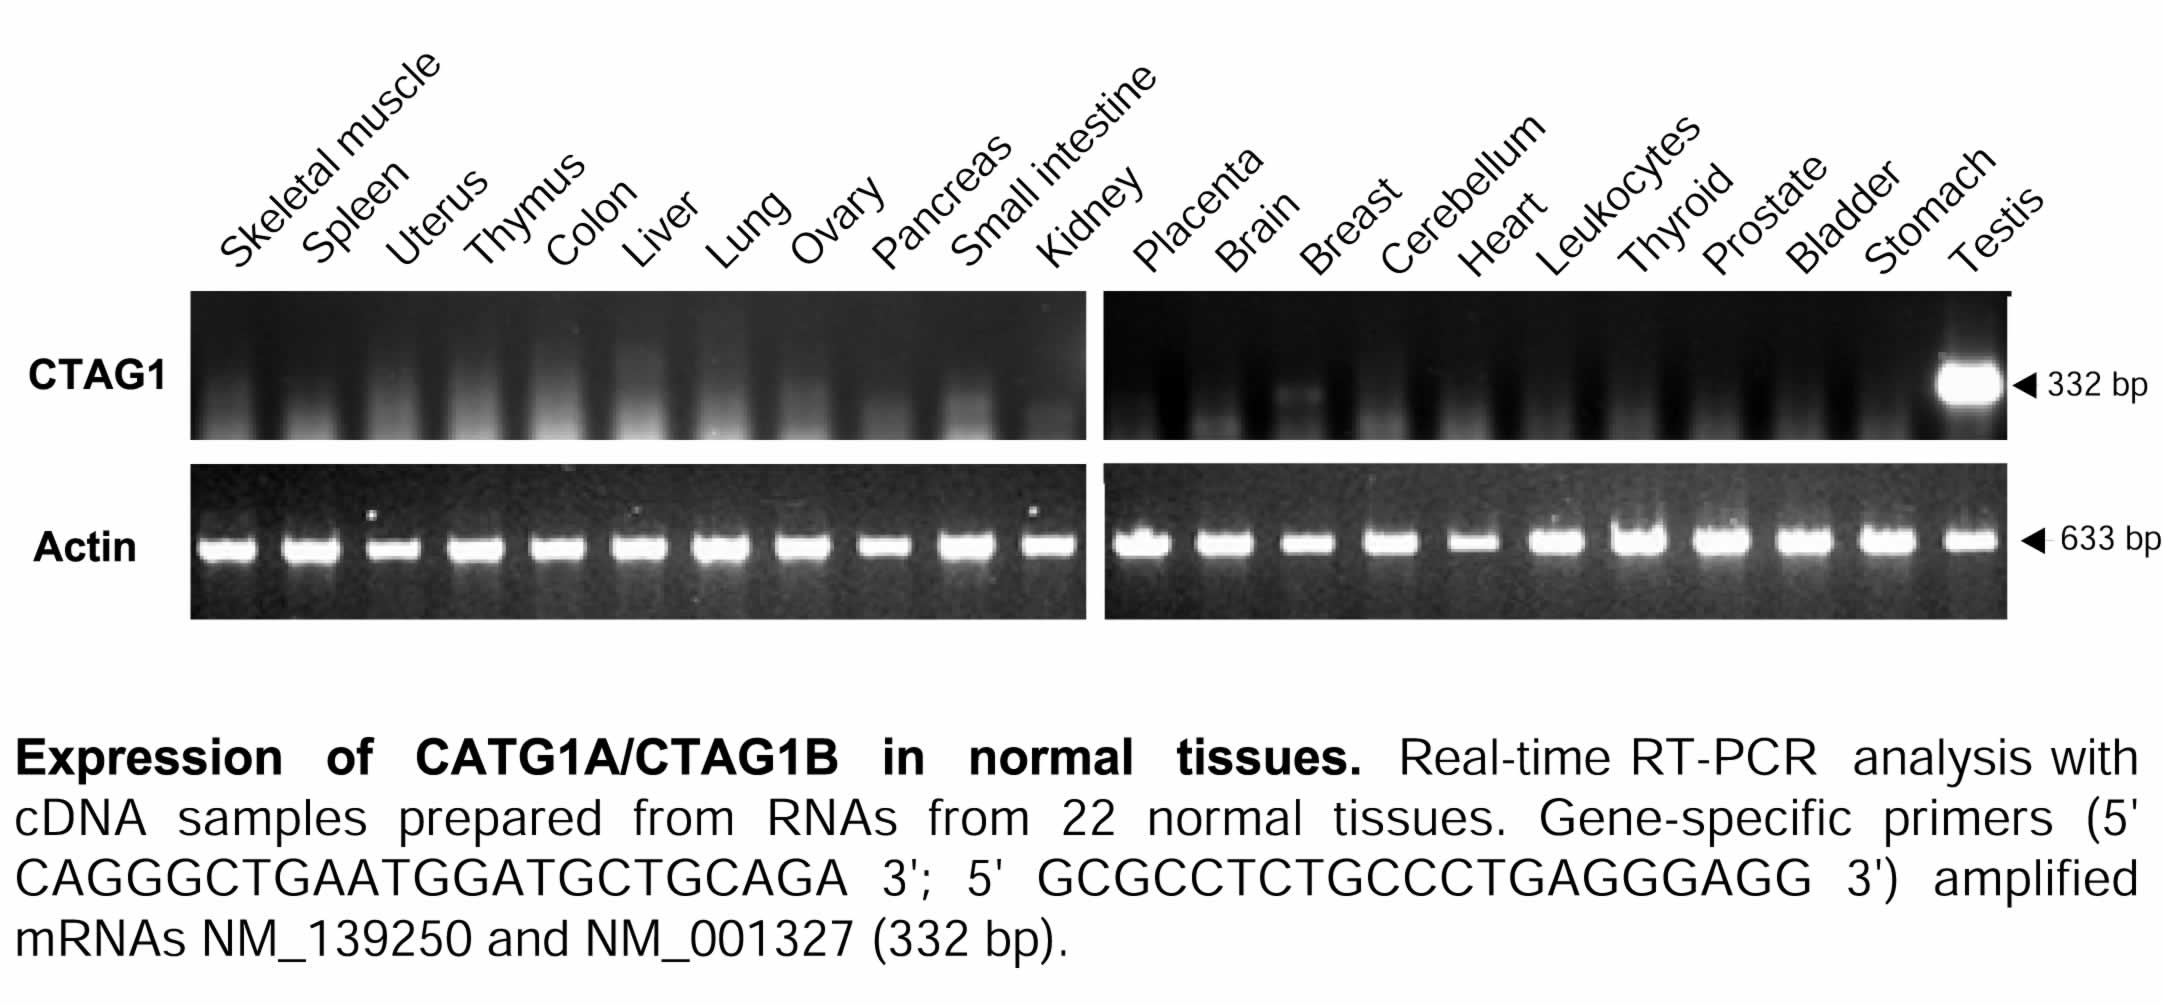 Skeletal muscle
Spleen
Uterus
Thymus
Colon
Liver
Lung
Ovary
Pancreas
Small intestine
Kidney
Placenta
Brain
Breast
Cerebellum
Heart
Leukocytes
Thyroid
Prostate
Bladder
Stomach
Testis
CTAG1
332 bp
Actin
633 bp
Expression of CATG1A/CTAG1B in normal tissues. Real-time RT-PCR analysis with
cDNA samples prepared from RNAs from 22 normal tissues. Gene-specific primers (5'
CAGGGCTGAATGGATGCTGCAGA 3'; 5' GCGCCTCTGCCCTGAGGGAGG 3') amplified
mRNAs NM_139250 and NM_001327 (332 bp).